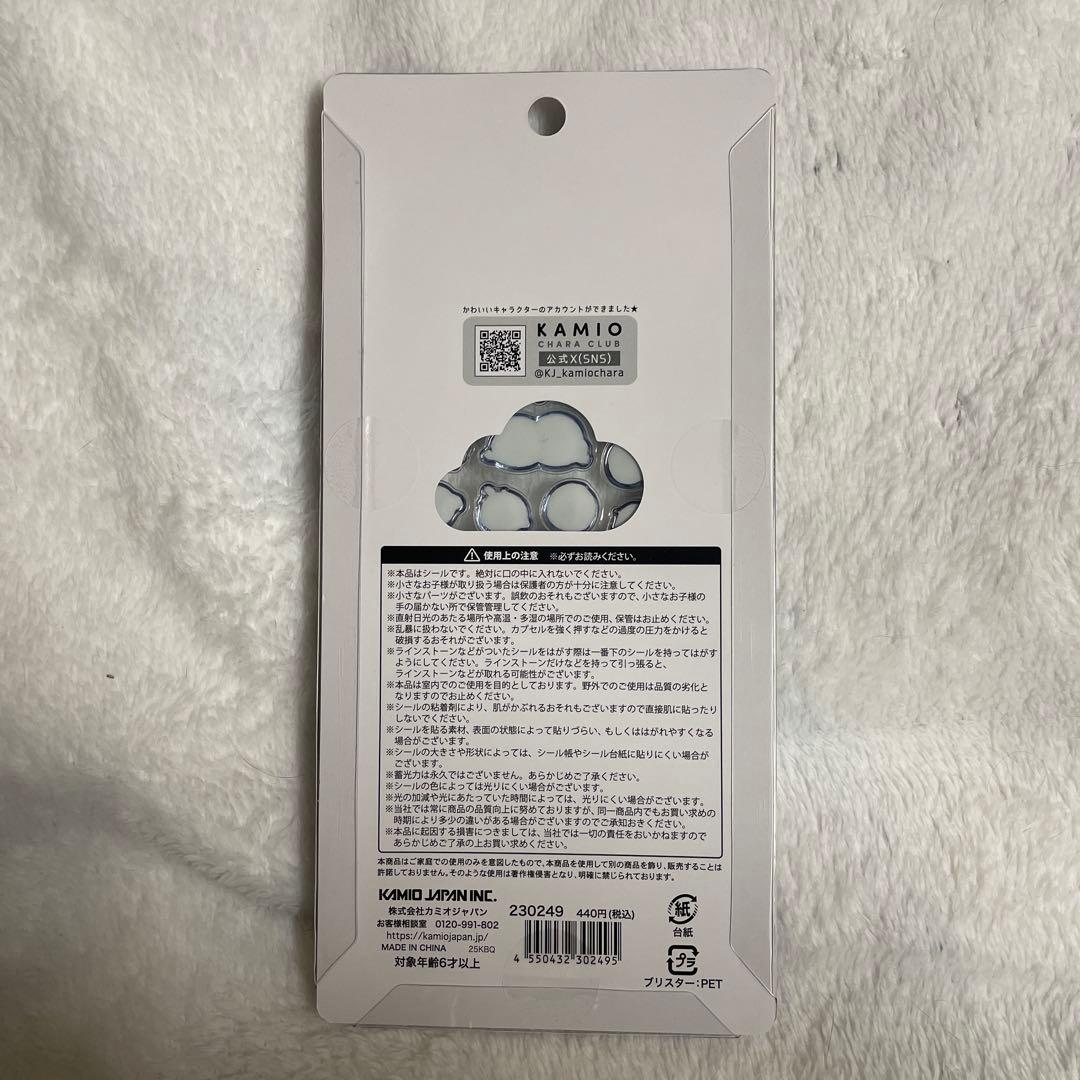 かわいいキャラクターのアカウントができました★
KAMIO
CHARA CLUB
公式X(SNS)
@KJ_kamiochara
使用上の注意 ※必ずお読みください。
※本品はシールです。絶対に口の中に入れないでください。
※小さなお子様が取り扱う場合は保護者の方が十分に注意してください。
※小さなパーツがございます。誤飲のおそれもございますので、小さなお子様の
手の届かない所で保管管理してください。
※直射日光のあたる場所や高温・多湿の場所でのご使用、保管はお止めください。
※乱暴に扱わないでください。カプセルを強く押すなどの過度の圧力をかけると
破損するおそれがございます。
※ラインストーンなどがついたシールをはがす際は一番下のシールを持ってはがす
ようにしてください。ラインストーンだけなどを持って引っ張ると、
ラインストーンなどが取れる可能性がございます。
※本品は室内でのご使用を目的としております。野外でのご使用は品質の劣化と
なりますのでお止めください。
※シールの粘着剤により、肌がかぶれるおそれもございますので直接肌に貼ったり
しないでください。
※シールを貼る素材、表面の状態によって貼りづらい、もしくははがれやすくなる
場合がございます。
※シールの大きさや形状によっては、シール帳やシール台紙に貼りにくい場合が
ございます。
※蓄光力は永久ではございません。あらかじめご了承ください。
※シールの色によっては光りにくい場合がございます。
※光の加減や光にあたっていた時間によっては、光りにくい場合がございます。
※当社では常に商品の品質向上に努めておりますが、同一商品内でもお買い求めの
時期により多少の違いがある場合がございますのでご承知おきください。
※本品に起因する損害につきましては、当社では一切の責任をおいかねますので
あらかじめご了承の上お買い求めください。
本商品はご家庭での使用のみを意図したもので、本商品を使用して別の商品を飾り、販売することは
許諾しておりません。そのような使用は著作権侵害となり、明確に禁じられております。
KAMIO JAPAN INC.
株式会社カミオジャパン
お客様相談室 0120-991-802
https://kamiojapan.jp/
MADE IN CHINA 25KBQ
対象年齢6才以上
230249 440円(税込)
4 550432 302495
紙
台紙
プラ
ブリスター:PET